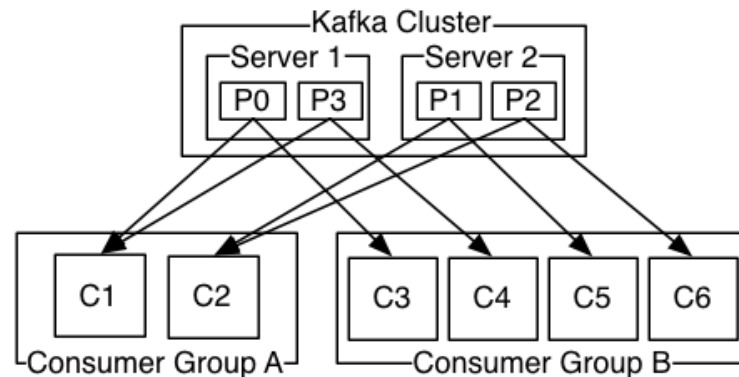 Kafka Cluster
Server 1 Server 2
P0 P3 P1 P2
C1 C2 C3 C4 C5 C6
Consumer Group A Consumer Group B